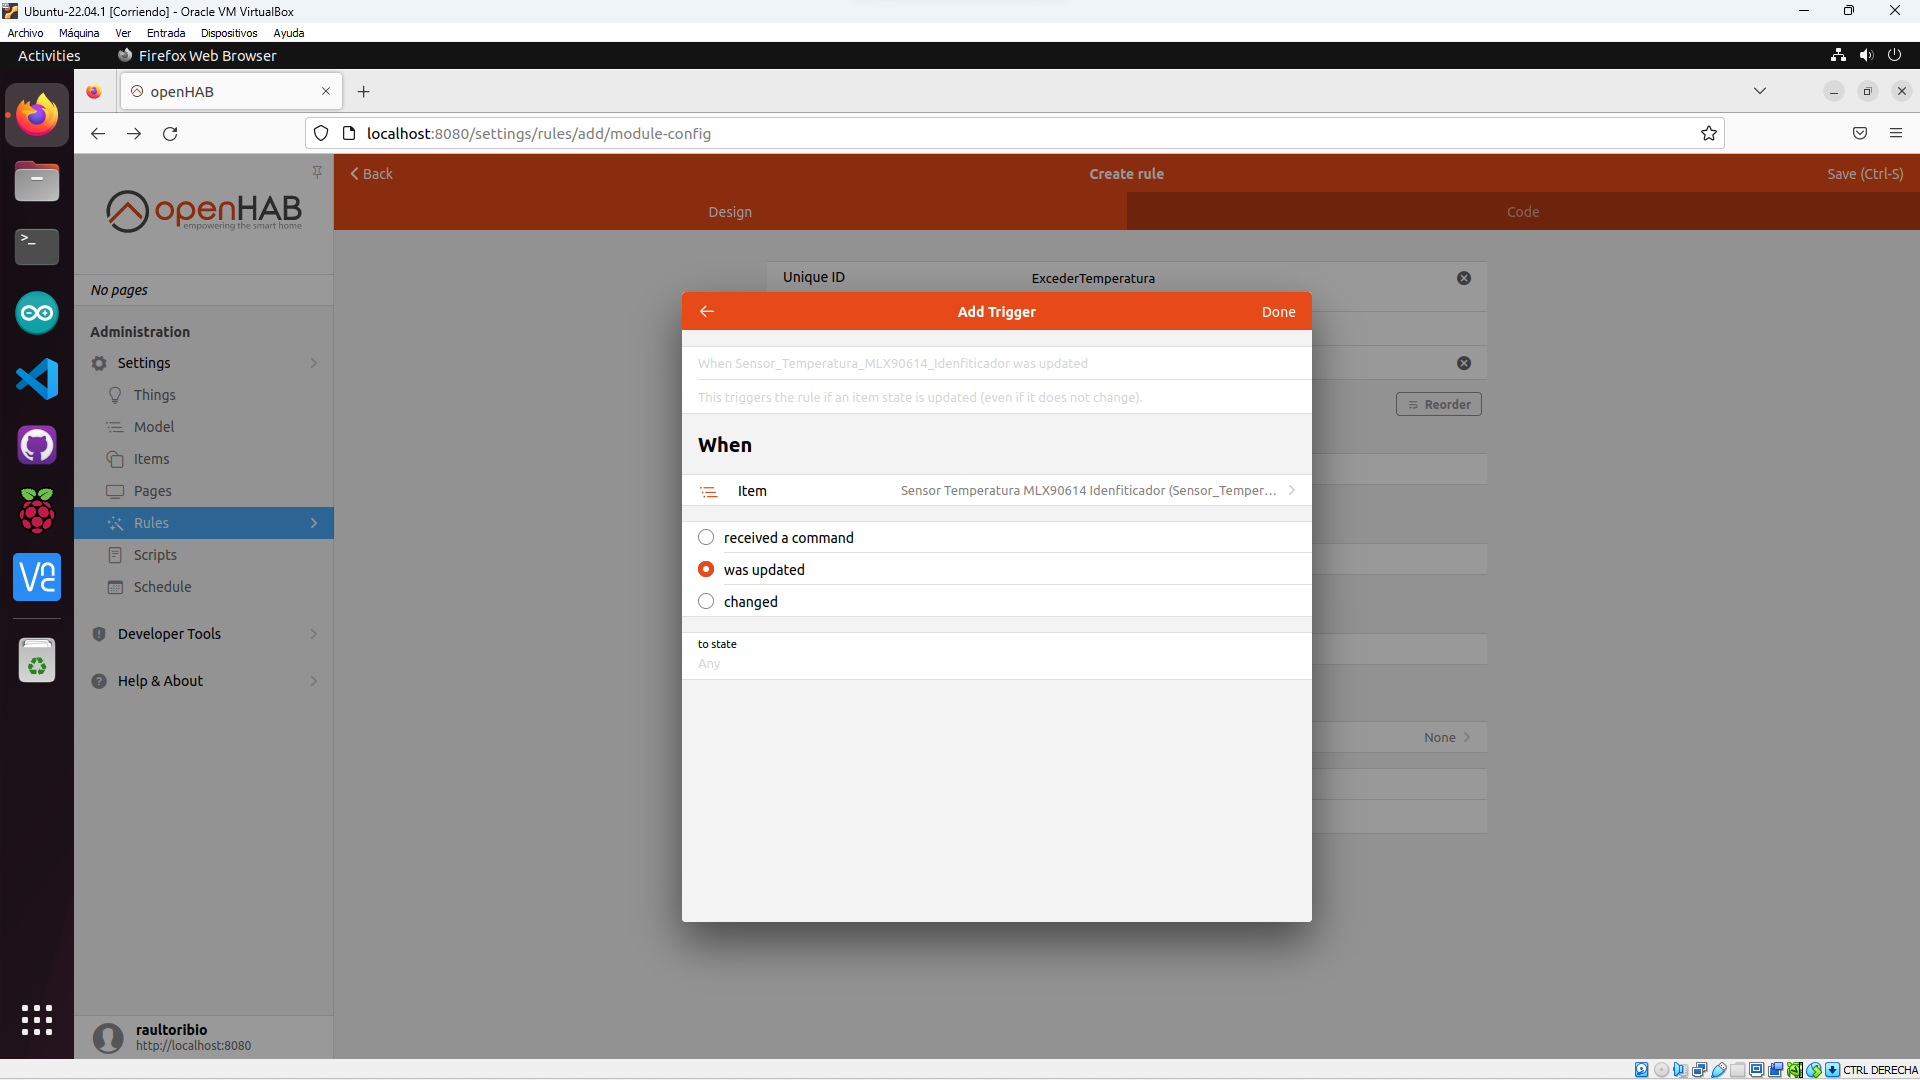 Ubuntu-22.04.1 [Corriendo] - Oracle VM VirtualBox
Archivo Máquina Ver Entrada Dispositivos Ayuda
Activities Firefox Web Browser
openHAB
localhost:8080/settings/rules/add/module-config
Back Create rule Save (Ctrl-S)
openHAB
empowering the smart home
Design Code
No pages
Unique ID ExcederTemperatura
Add Trigger Done
Administration
Settings
Things
Model
Items
Pages
Rules
Scripts
Schedule
Developer Tools
Help & About
When Sensor_Temperatura_MLX90614_Idenfiticador was updated
This triggers the rule if an item state is updated (even if it does not change).
Reorder
When
Item Sensor Temperatura MLX90614 Idenfiticador (Sensor_Temper...
received a command
was updated
changed
to state
Any
None
raultoribio
http://localhost:8080
CTRL DERECHA